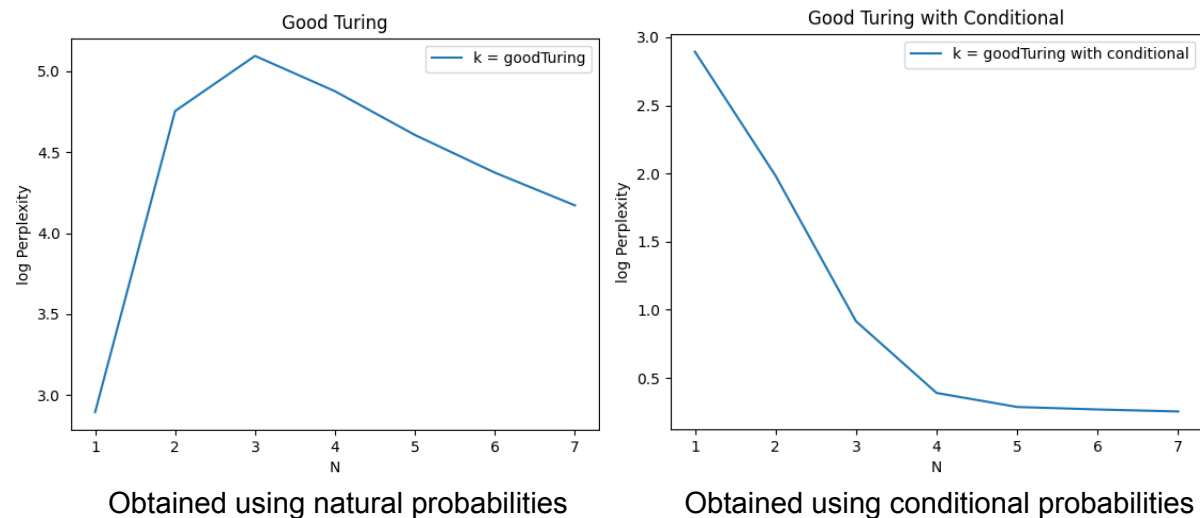 Good Turing
k = goodTuring
5.0
4.5
4.0
3.5
3.0
log Perplexity
1 2 3 4 5 6 7
N
Obtained using natural probabilities
Good Turing with Conditional
k = goodTuring with conditional
3.0
2.5
2.0
1.5
1.0
0.5
log Perplexity
1 2 3 4 5 6 7
N
Obtained using conditional probabilities